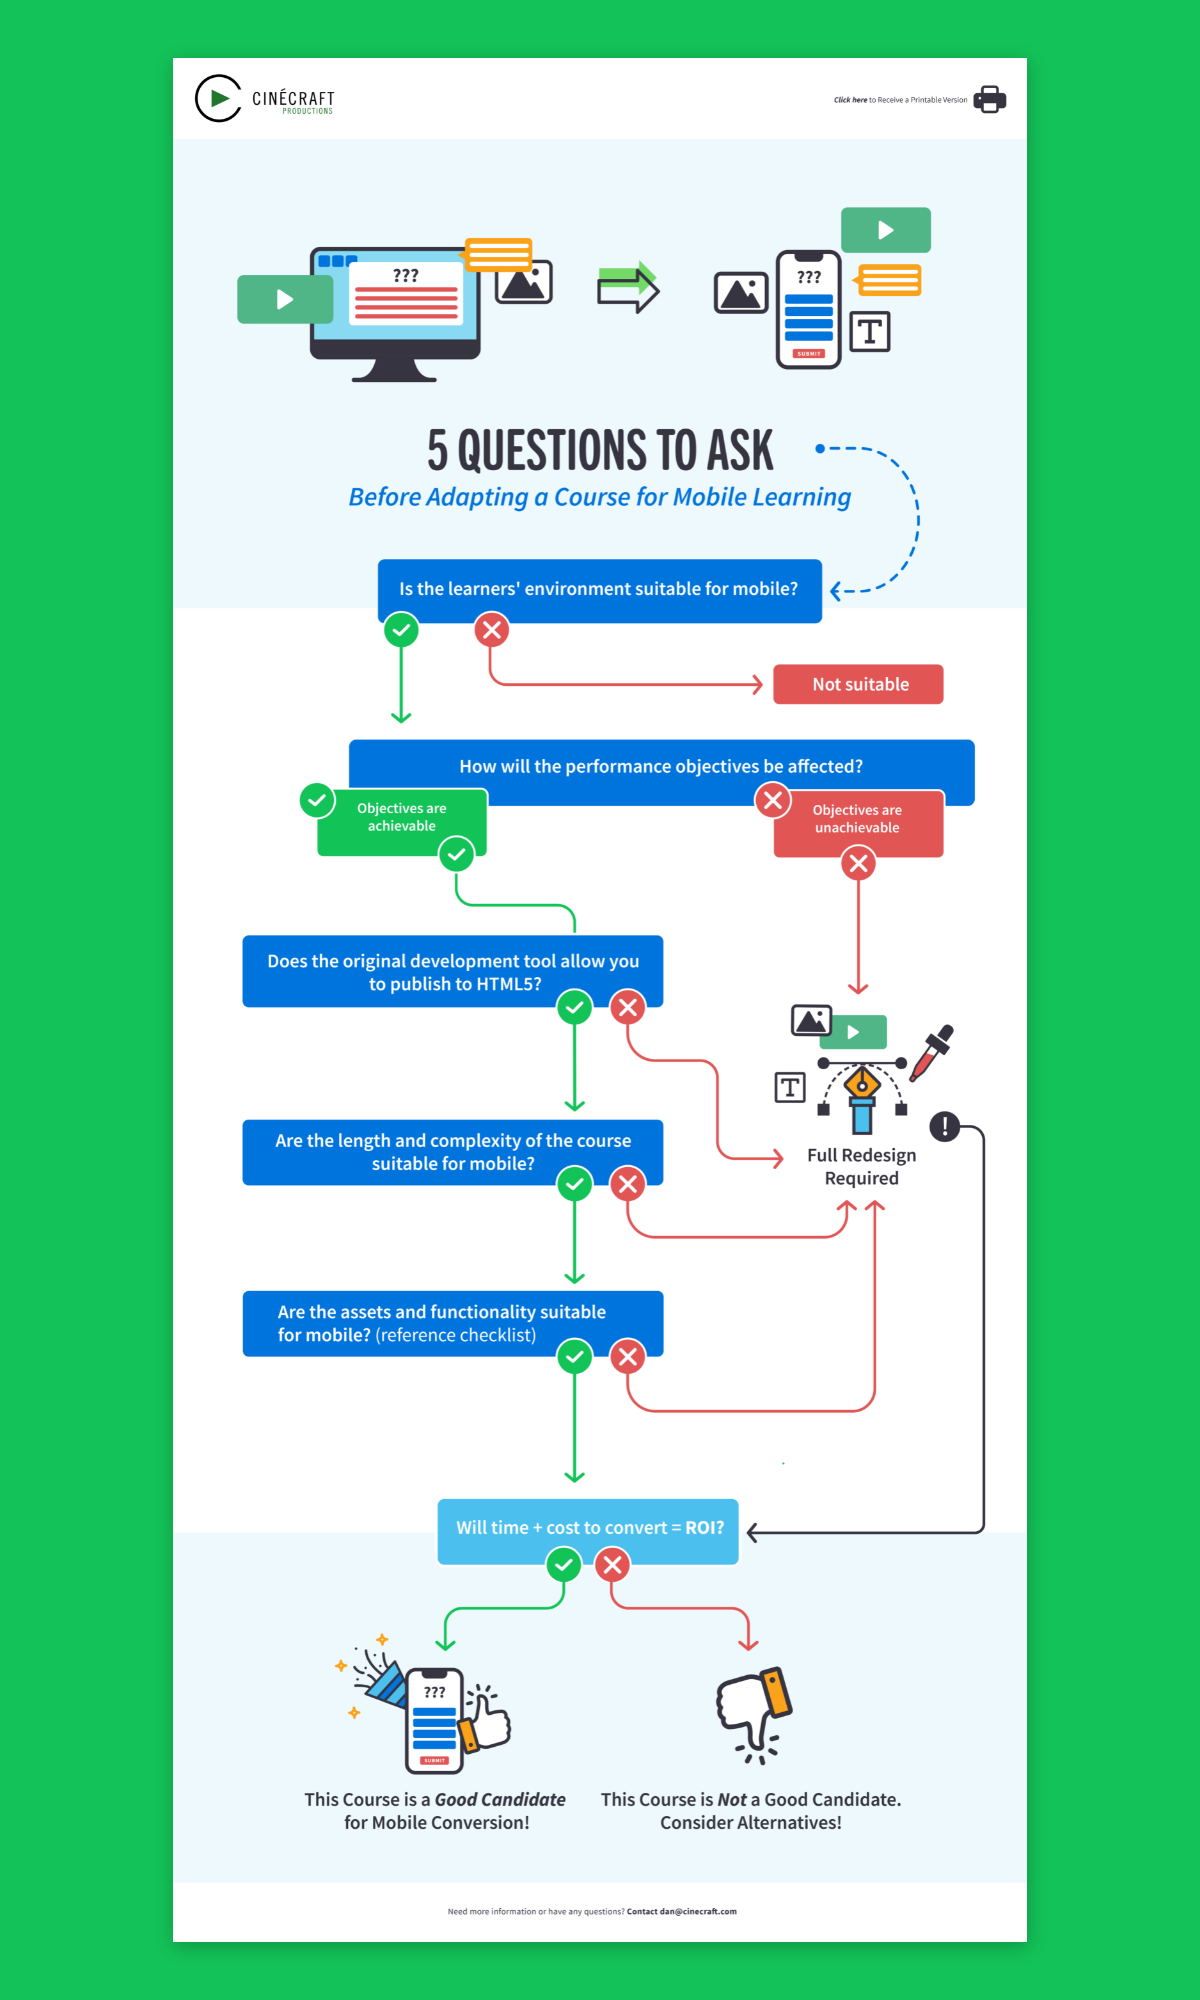 CINÉCRAFT
PRODUCTIONS
Click here to Receive a Printable Version
???
???
SUBMIT
T
5 QUESTIONS TO ASK
Before Adapting a Course for Mobile Learning
Is the learners' environment suitable for mobile?
Not suitable
How will the performance objectives be affected?
Objectives are
achievable
Objectives are
unachievable
Does the original development tool allow you
to publish to HTML5?
T
Are the length and complexity of the course
suitable for mobile?
!
Full Redesign
Required
Are the assets and functionality suitable
for mobile? (reference checklist)
Will time + cost to convert = ROI?
???
SUBMIT
This Course is a Good Candidate
for Mobile Conversion!
This Course is Not a Good Candidate.
Consider Alternatives!
Need more information or have any questions? Contact dan@cinecraft.com